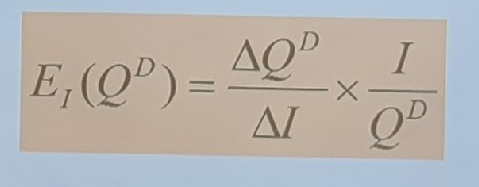 E_I(Q^D) = ΔQ^D / ΔI × I / Q^D